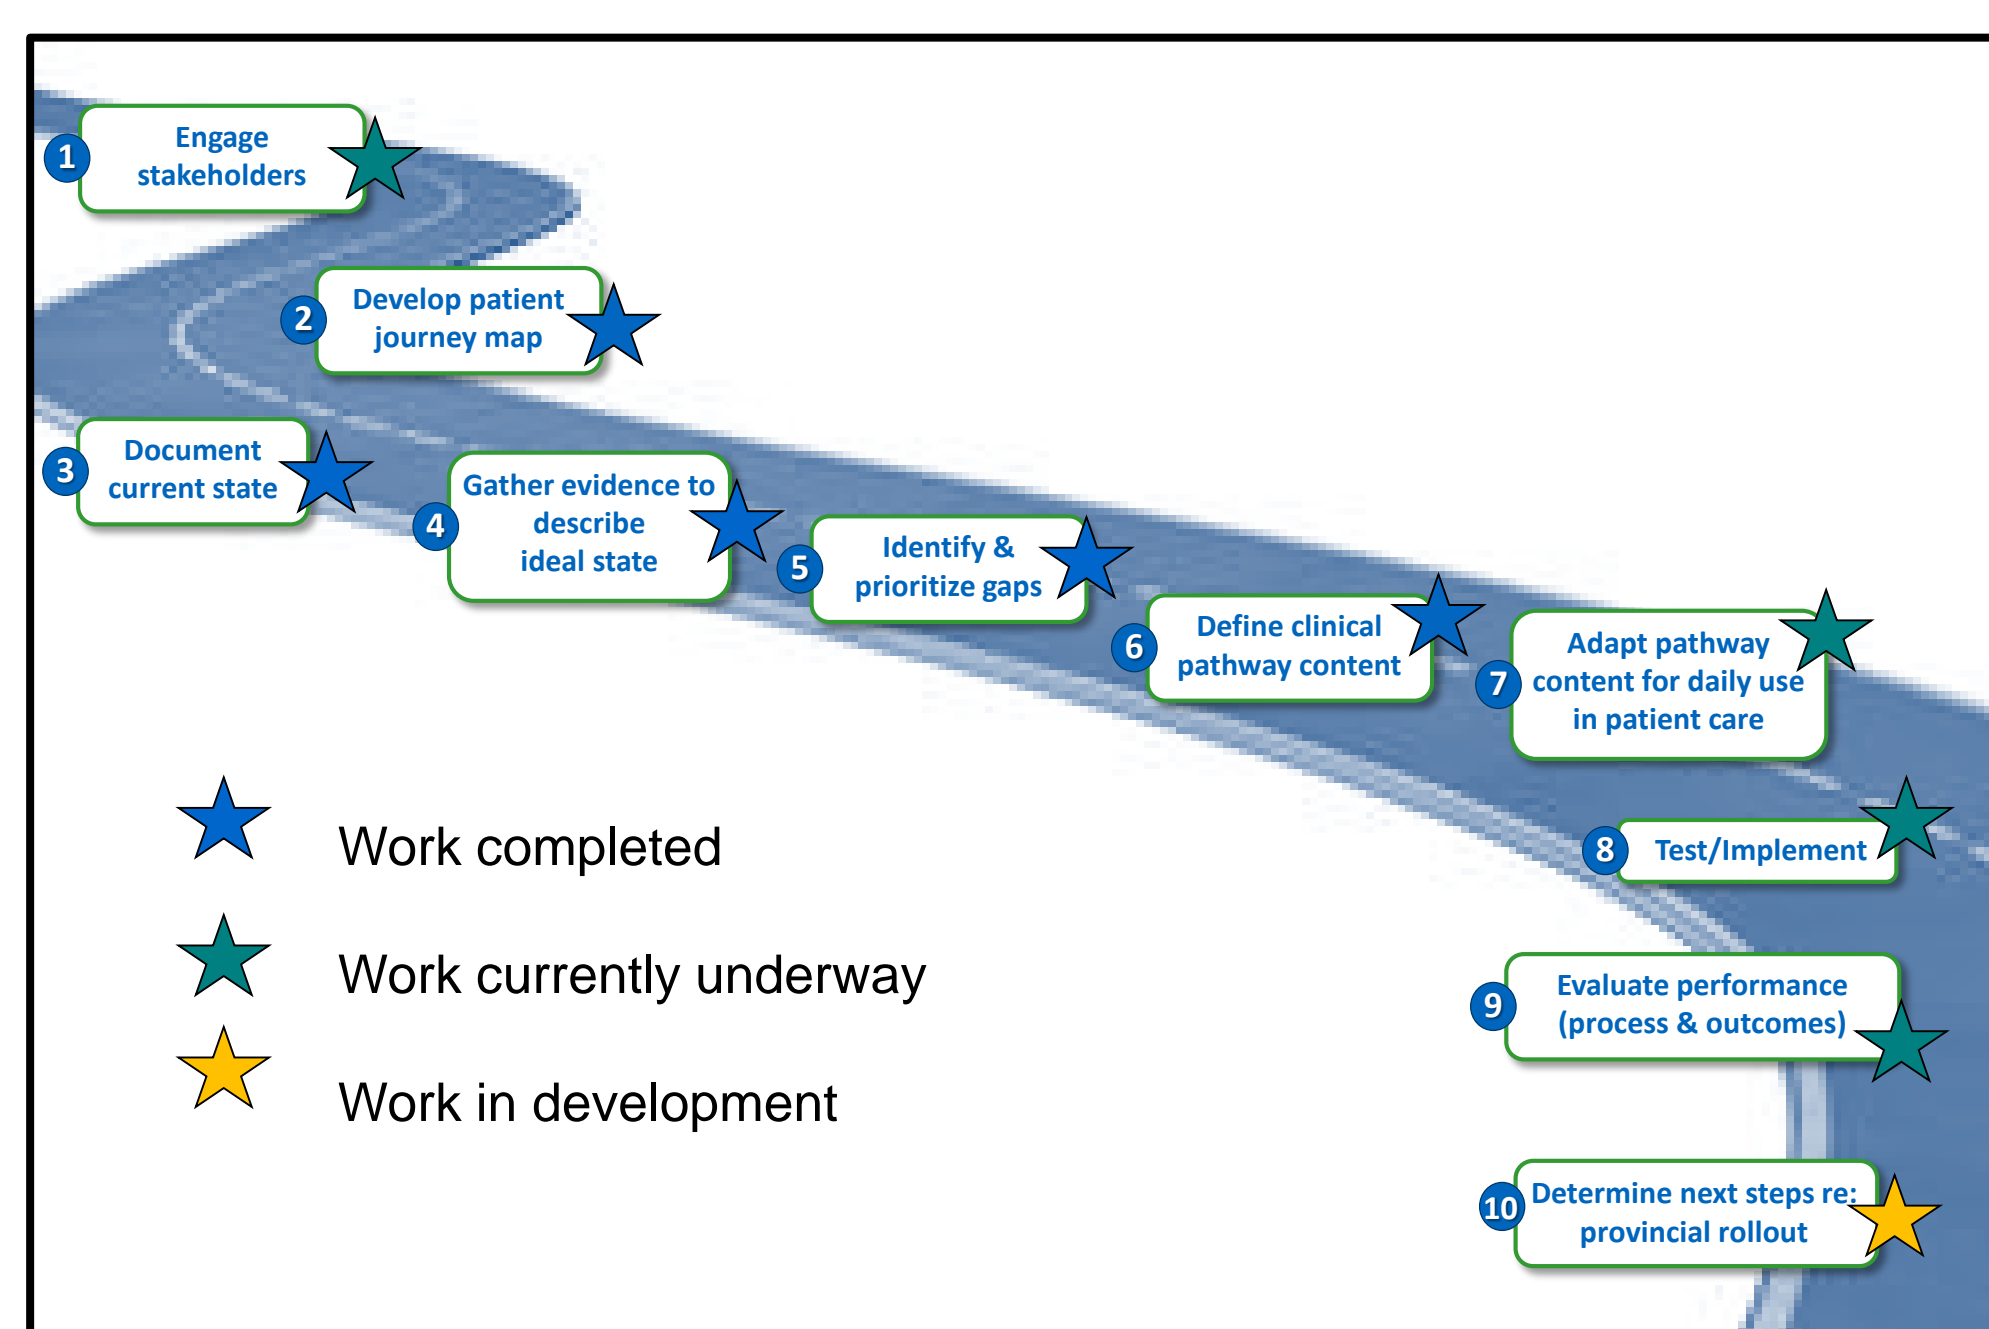 1
Engage
stakeholders
2
Develop patient
journey map
3
Document
current state
4
Gather evidence to
describe
ideal state
5
Identify &
prioritize gaps
6
Define clinical
pathway content
7
Adapt pathway
content for daily use
in patient care
8
Test/Implement
9
Evaluate performance
(process & outcomes)
10
Determine next steps re:
provincial rollout
Work completed
Work currently underway
Work in development